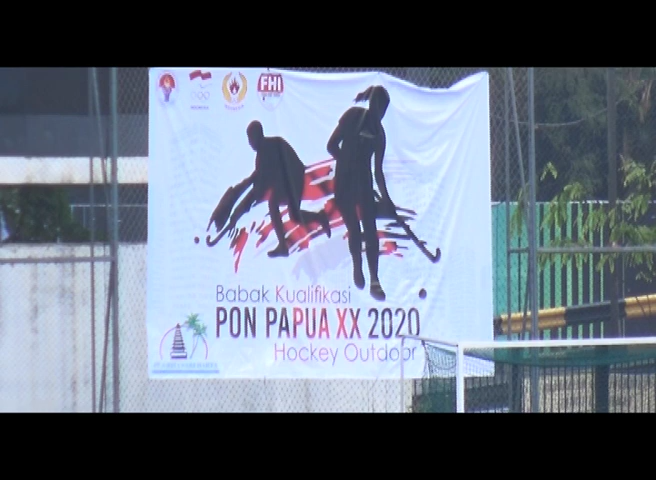 FHI
Babak Kualifikasi
PON PAPUA XX 2020
Hockey Outdoor